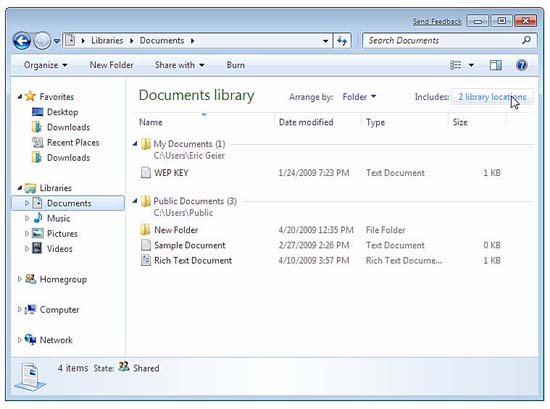 Send Feedback
Libraries Documents
Search Documents
Organize New Folder Share with Burn
Favorites
Desktop
Downloads
Recent Places
Downloads
Libraries
Documents
Music
Pictures
Videos
Homegroup
Computer
Network
Documents library Arrange by: Folder Includes: 2 library locations
Name Date modified Type Size
My Documents (1)
C:\Users\Eric Geier
WEP KEY 1/24/2009 7:23 PM Text Document 1 KB
Public Documents (3)
C:\Users\Public
New Folder 4/20/2009 12:35 PM File Folder
Sample Document 2/27/2009 2:26 PM Text Document 0 KB
Rich Text Document 4/10/2009 3:57 PM Rich Text Docume... 1 KB
4 items State: Shared